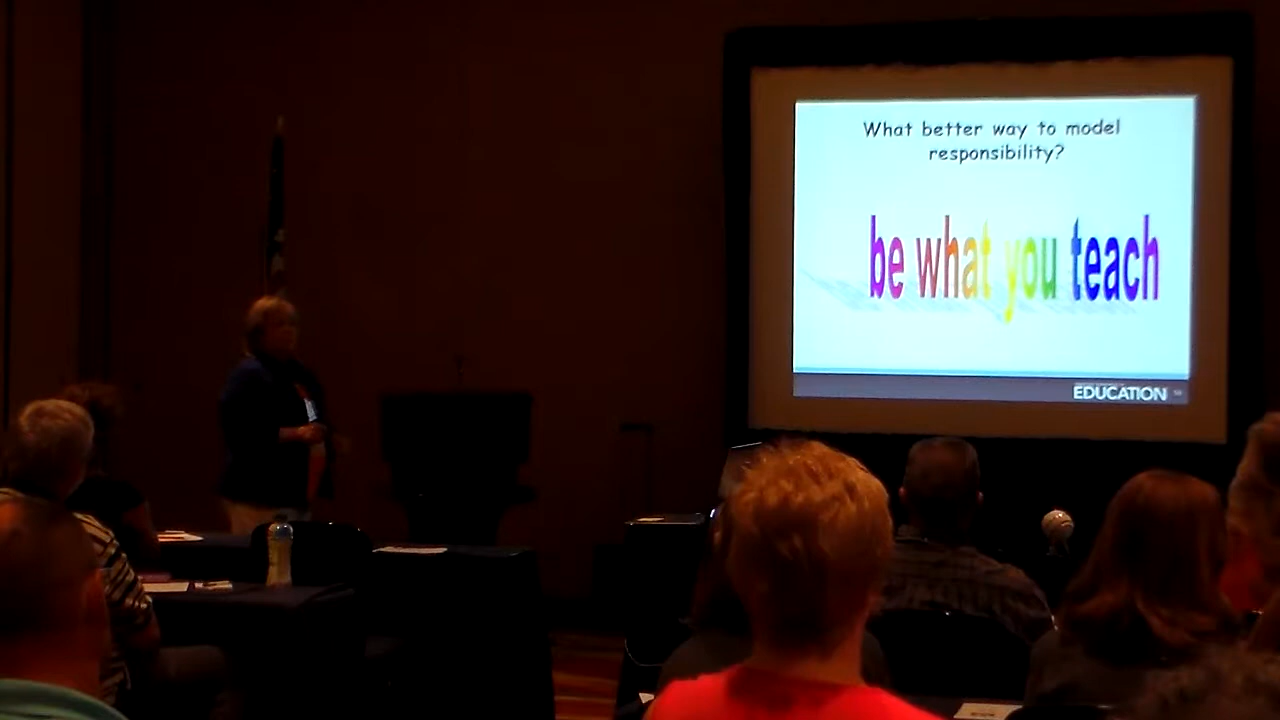 What better way to model
responsibility?
be what you teach
EDUCATION